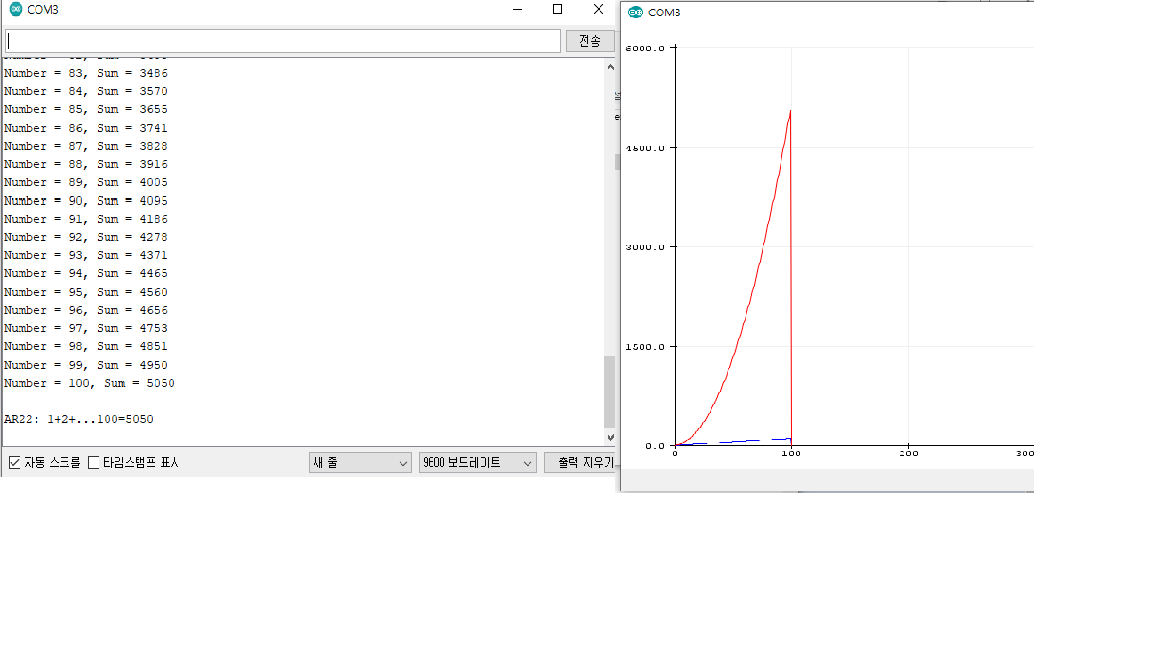 COM3
전송
Number = 83, Sum = 3486
Number = 84, Sum = 3570
Number = 85, Sum = 3655
Number = 86, Sum = 3741
Number = 87, Sum = 3828
Number = 88, Sum = 3916
Number = 89, Sum = 4005
Number = 90, Sum = 4095
Number = 91, Sum = 4186
Number = 92, Sum = 4278
Number = 93, Sum = 4371
Number = 94, Sum = 4465
Number = 95, Sum = 4560
Number = 96, Sum = 4656
Number = 97, Sum = 4753
Number = 98, Sum = 4851
Number = 99, Sum = 4950
Number = 100, Sum = 5050
AR22: 1+2+...100=5050
자동 스크롤 타임스탬프 표시 새 줄 9600 보드레이트 출력 지우기
COM3
6000.0
4500.0
3000.0
1500.0
0.0
0 100 200 300